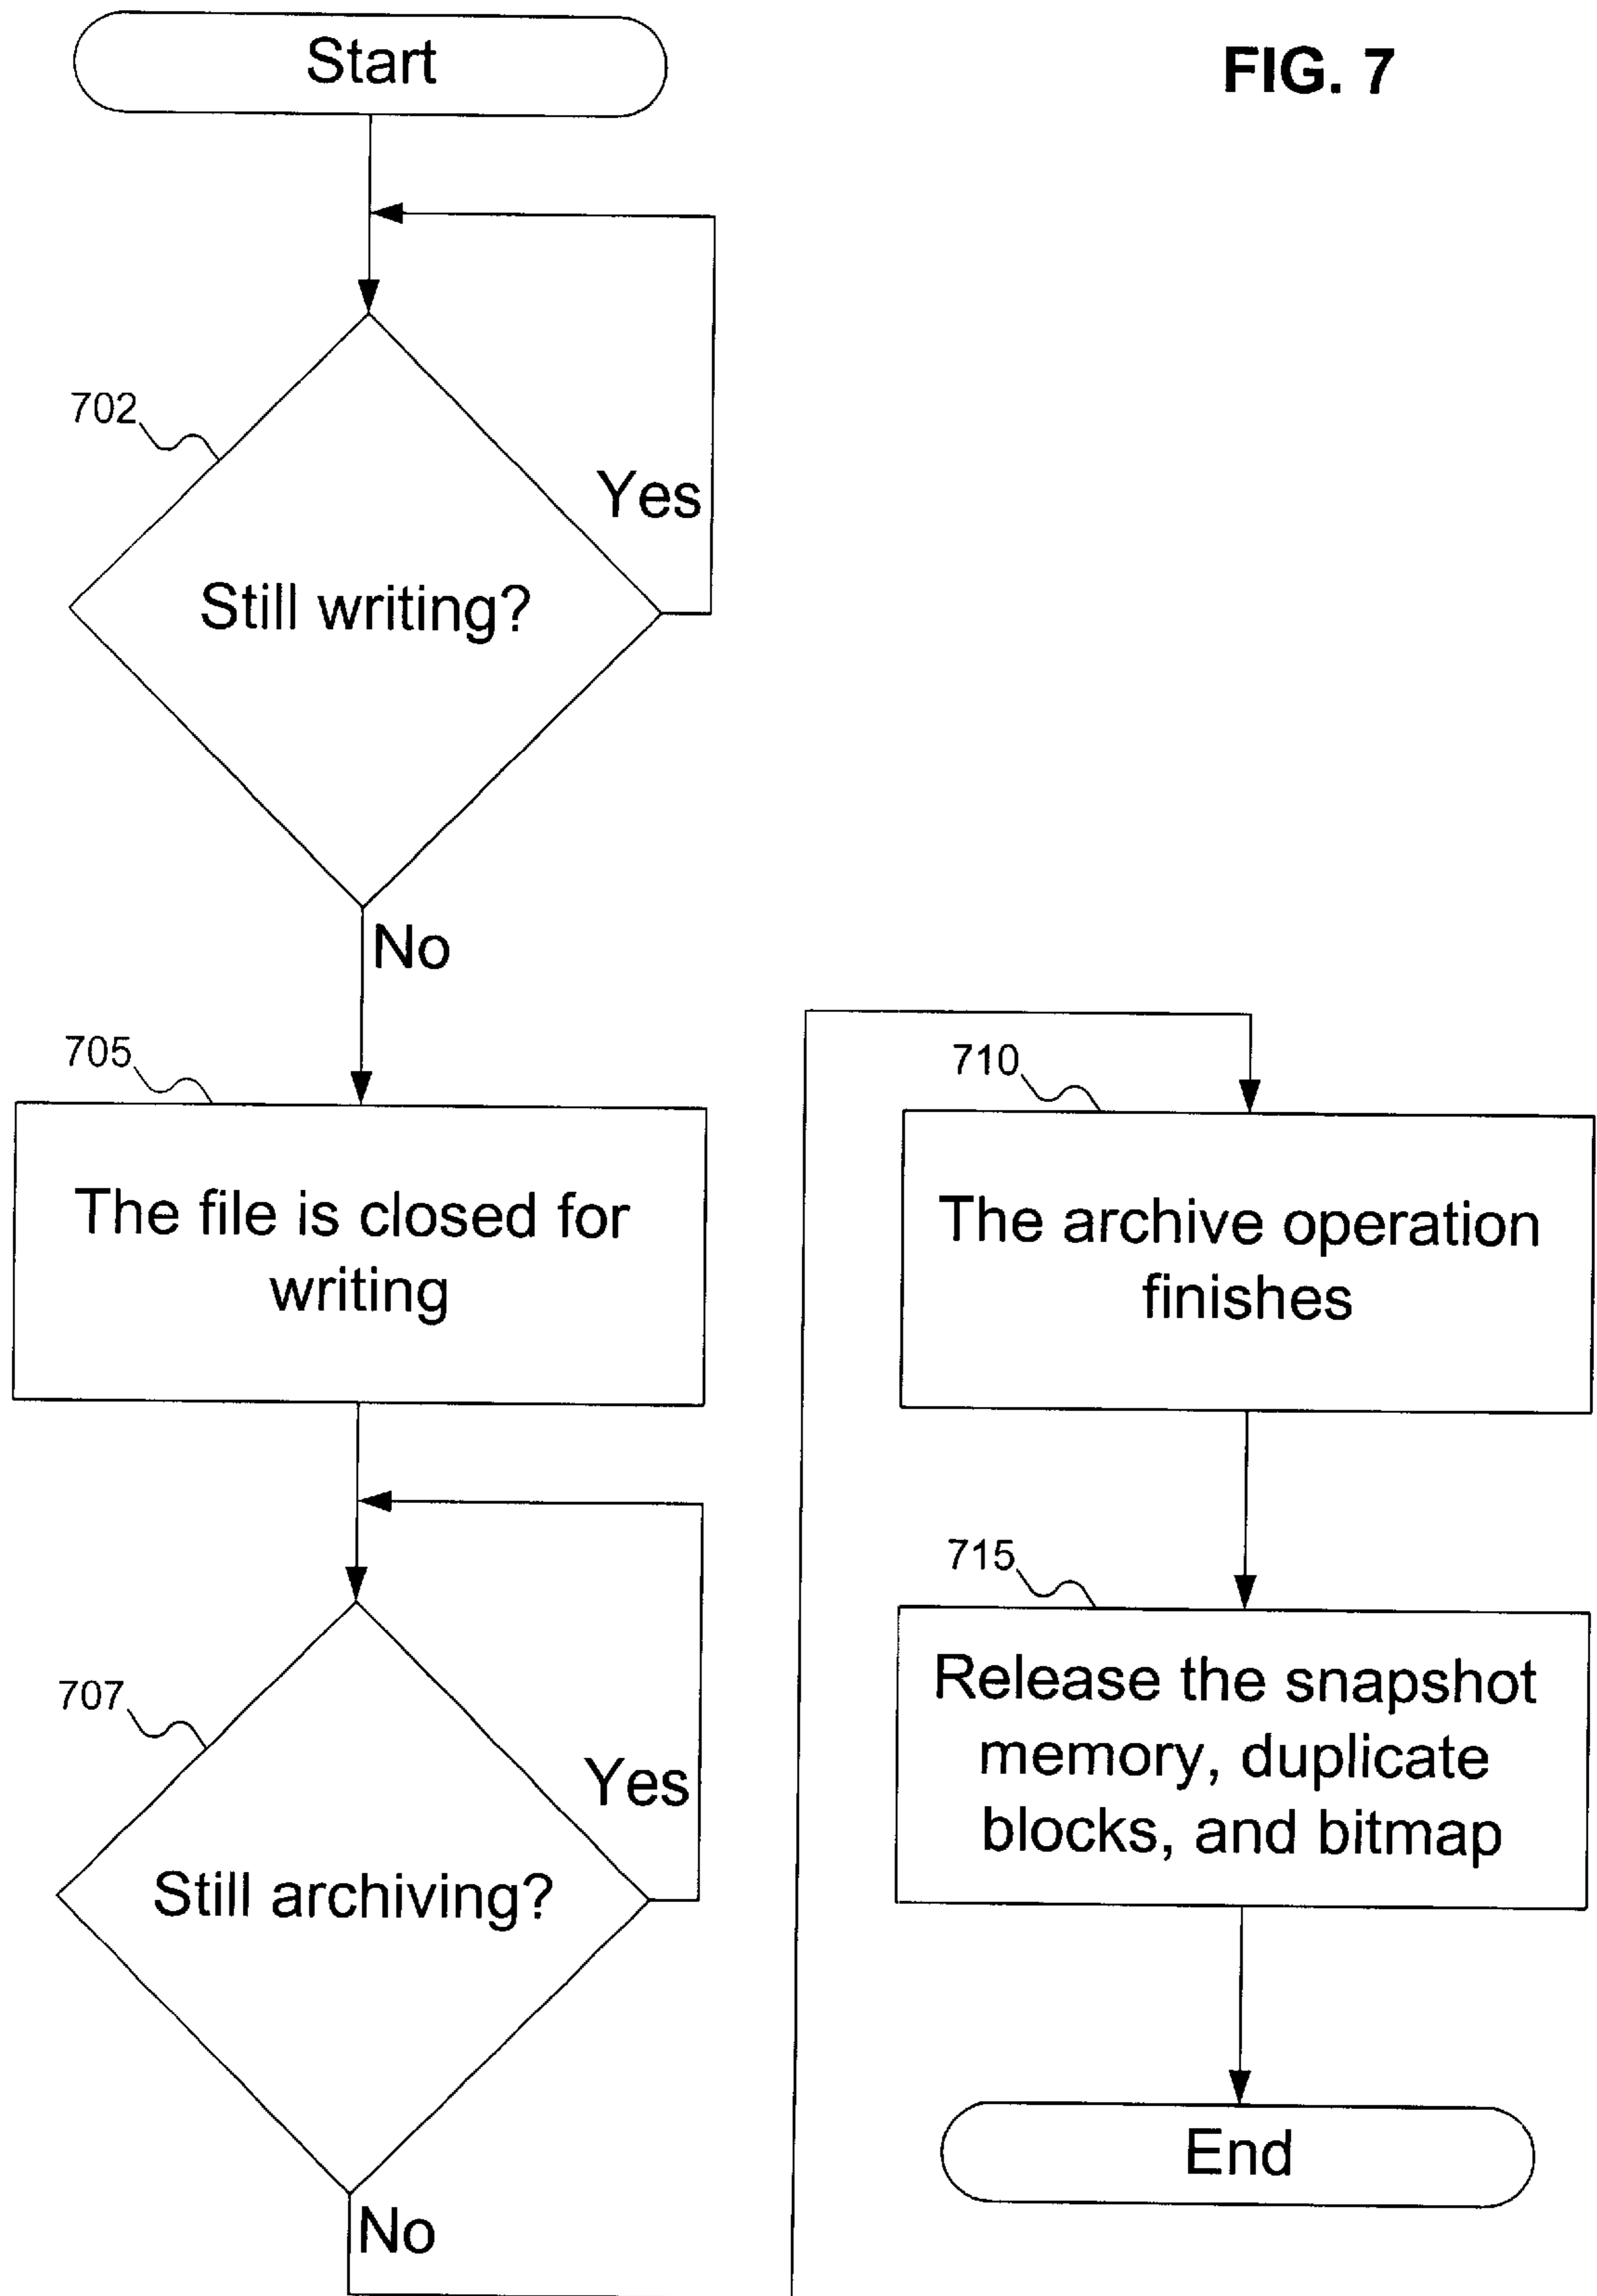 Start
FIG. 7
702
Yes
Still writing?
No
705
The file is closed for
writing
707
Yes
Still archiving?
No
710
The archive operation
finishes
715
Release the snapshot
memory, duplicate
blocks, and bitmap
End